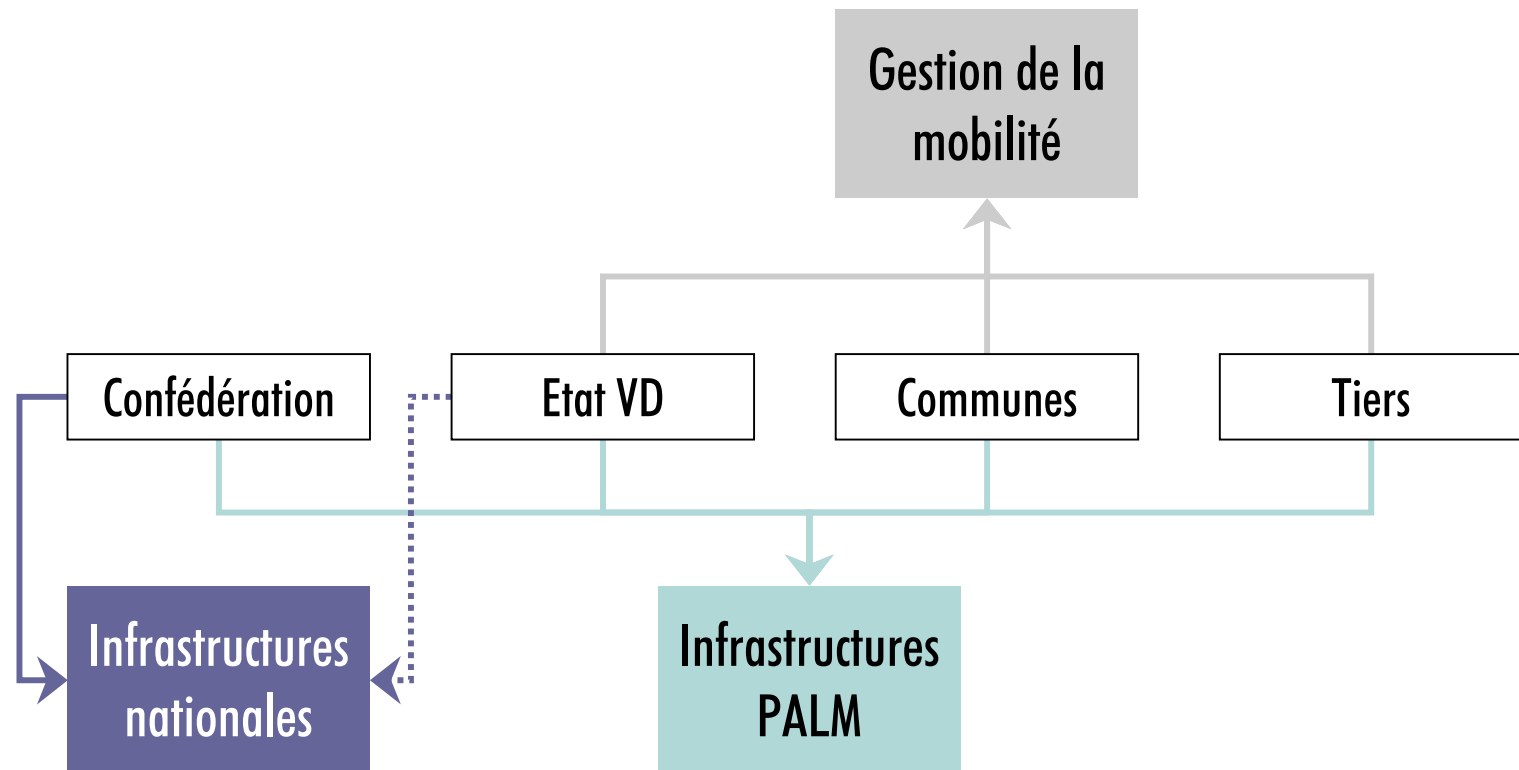 Gestion de la
mobilité
Confédération
Etat VD
Communes
Tiers
Infrastructures
nationales
Infrastructures
PALM